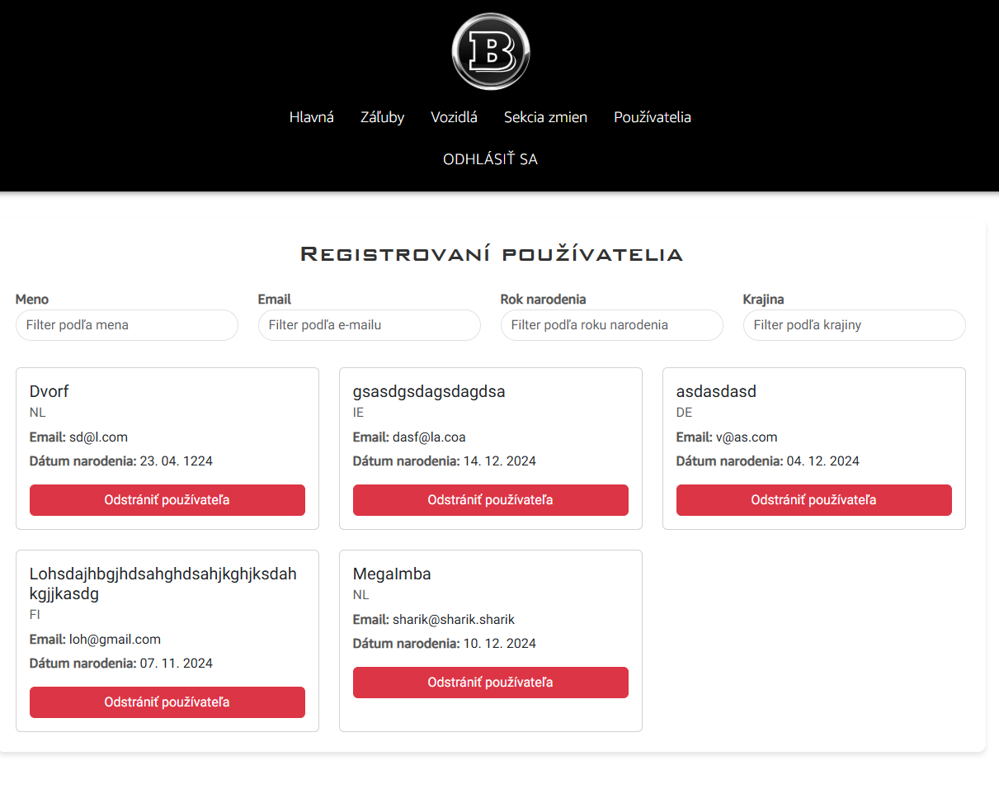 B
Hlavná Záľuby Vozidlá Sekcia zmien Používatelia
ODHLÁSIŤ SA
Registrovaní používatelia
Meno Email Rok narodenia Krajina
Filter podľa mena Filter podľa e-mailu Filter podľa roku narodenia Filter podľa krajiny
Dvorf
NL
Email: sd@l.com
Dátum narodenia: 23. 04. 1224
Odstrániť používateľa
gsasdgsdagsdagdsa
IE
Email: dasf@la.coa
Dátum narodenia: 14. 12. 2024
Odstrániť používateľa
asdasdasd
DE
Email: v@as.com
Dátum narodenia: 04. 12. 2024
Odstrániť používateľa
Lohsdajhbgjhdsahghdsahjkghjksdah
kgjjkasdg
FI
Email: loh@gmail.com
Dátum narodenia: 07. 11. 2024
Odstrániť používateľa
MegaImba
NL
Email: sharik@sharik.sharik
Dátum narodenia: 10. 12. 2024
Odstrániť používateľa